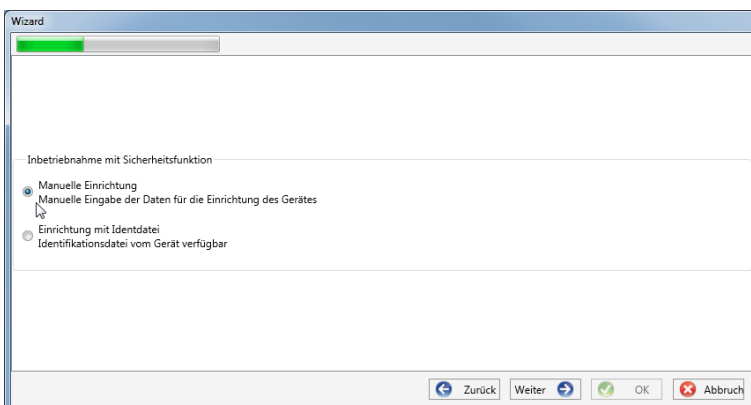 Wizard
Inbetriebnahme mit Sicherheitsfunktion
Manuelle Einrichtung
Manuelle Eingabe der Daten für die Einrichtung des Gerätes
Einrichtung mit Identdatei
Identifikationsdatei vom Gerät verfügbar
Zurück Weiter OK Abbruch